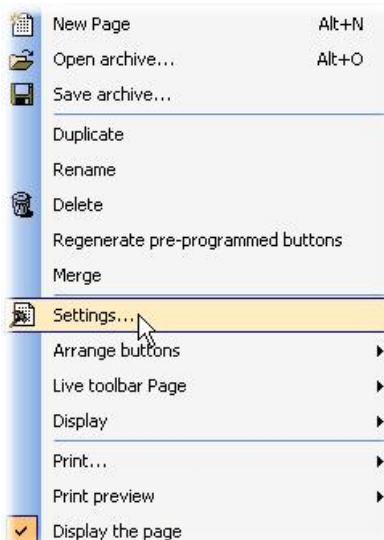 New Page Alt+N
Open archive... Alt+O
Save archive...
Duplicate
Rename
Delete
Regenerate pre-programmed buttons
Merge
Settings...
Arrange buttons
Live toolbar Page
Display
Print...
Print preview
Display the page